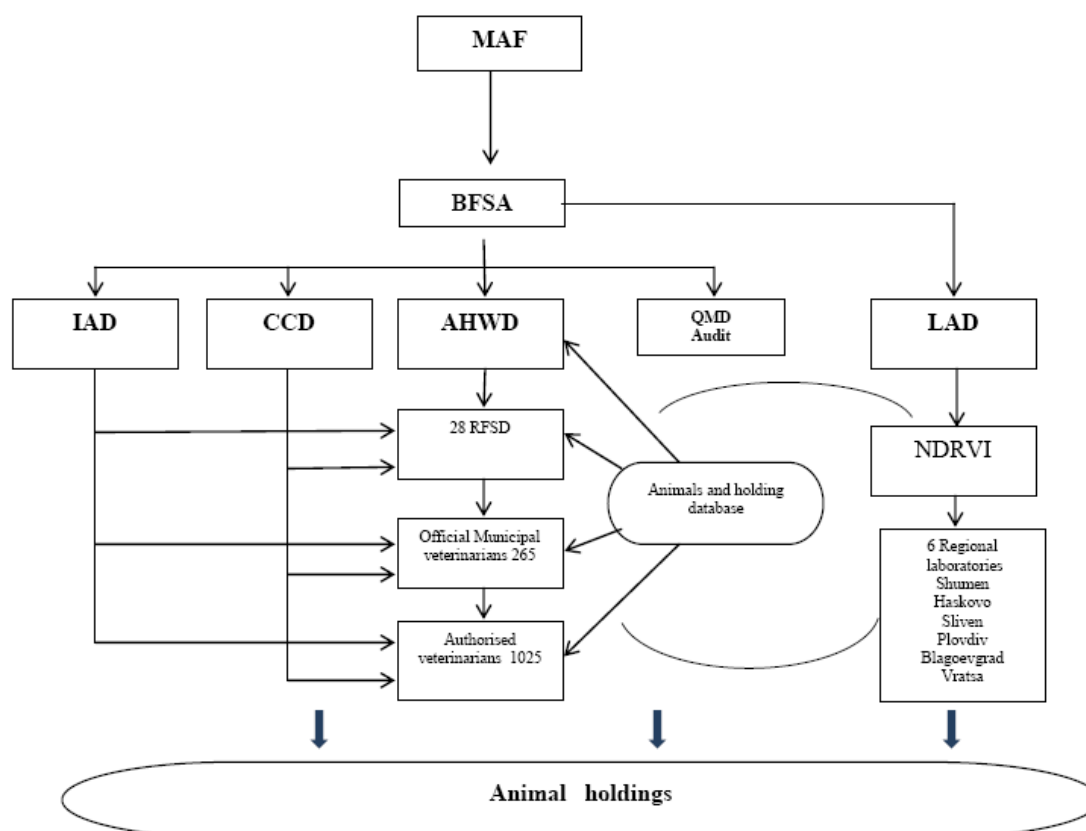 MAF
BFSA
IAD
CCD
AHWD
QMD
Audit
LAD
28 RFSD
NDRVI
Animals and holding
database
Official Municipal
veterinarians 265
6 Regional
laboratories
Shumen
Haskovo
Sliven
Plovdiv
Blagoevgrad
Vratsa
Authorised
veterinarians 1025
Animal holdings